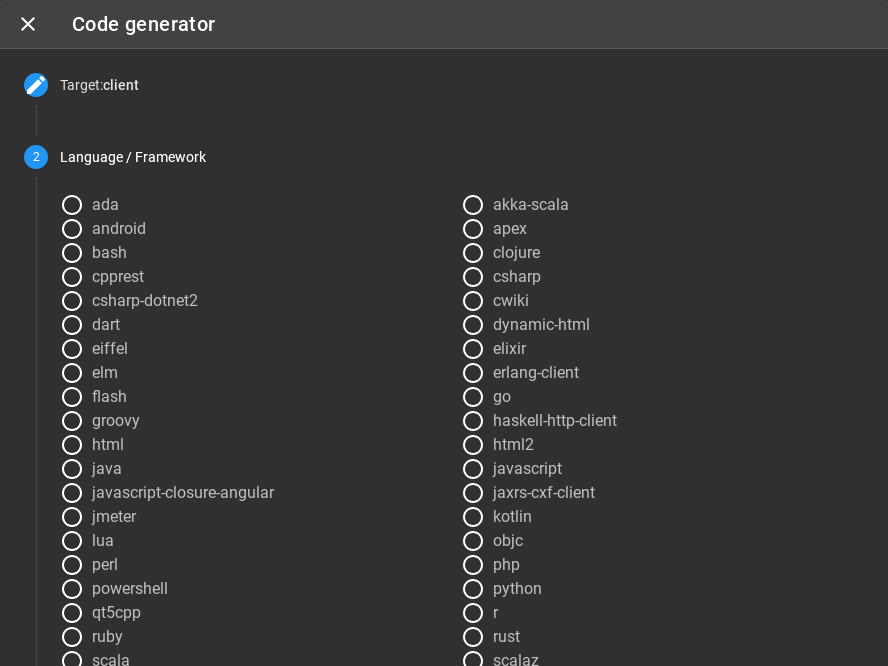 Code generator
Target:client
2 Language / Framework
ada akka-scala
android apex
bash clojure
cpprest csharp
csharp-dotnet2 cwiki
dart dynamic-html
eiffel elixir
elm erlang-client
flash go
groovy haskell-http-client
html html2
java javascript
javascript-closure-angular jaxrs-cxf-client
jmeter kotlin
lua objc
perl php
powershell python
qt5cpp r
ruby rust
scala scalaz